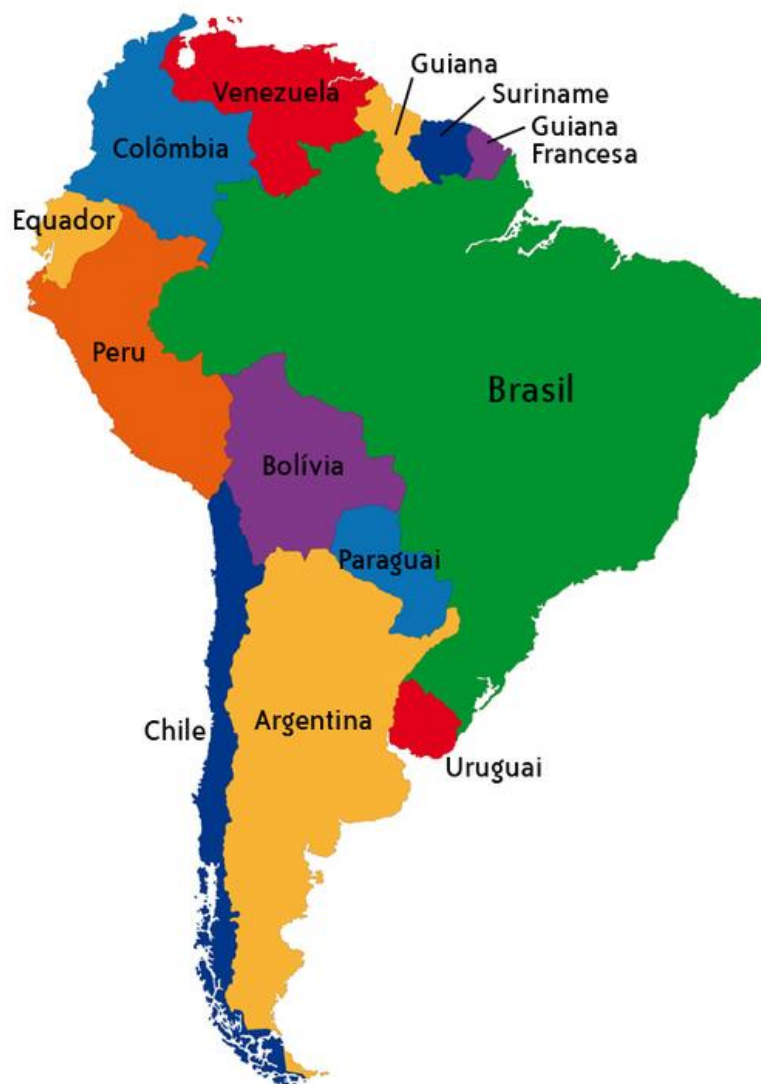 Guiana
Venezuela
Suriname
Guiana
Francesa
Colômbia
Equador
Peru
Brasil
Bolívia
Paraguai
Chile
Argentina
Uruguai